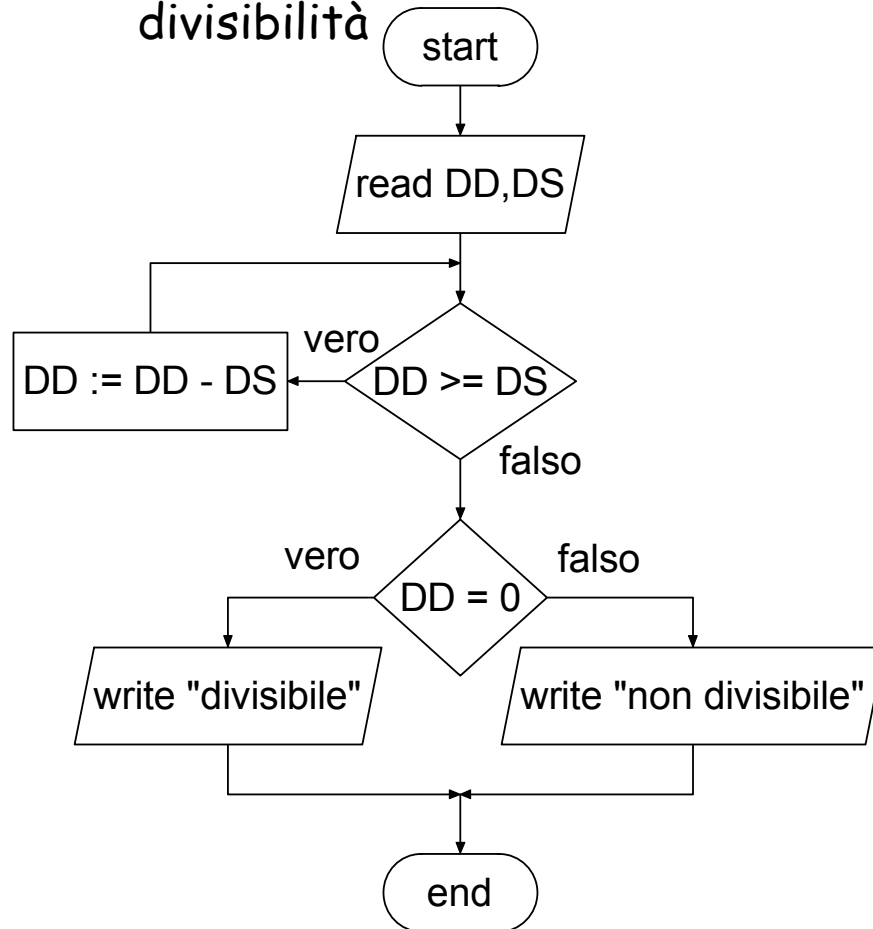 divisibilità
start
read DD,DS
vero
DD := DD - DS
DD >= DS
falso
vero
falso
DD = 0
write "divisibile"
write "non divisibile"
end